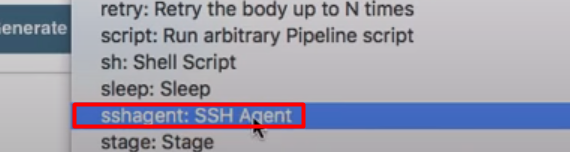 retry: Retry the body up to N times
Generate
script: Run arbitrary Pipeline script
sh: Shell Script
sleep: Sleep
sshagent: SSH Agent
stage: Stage